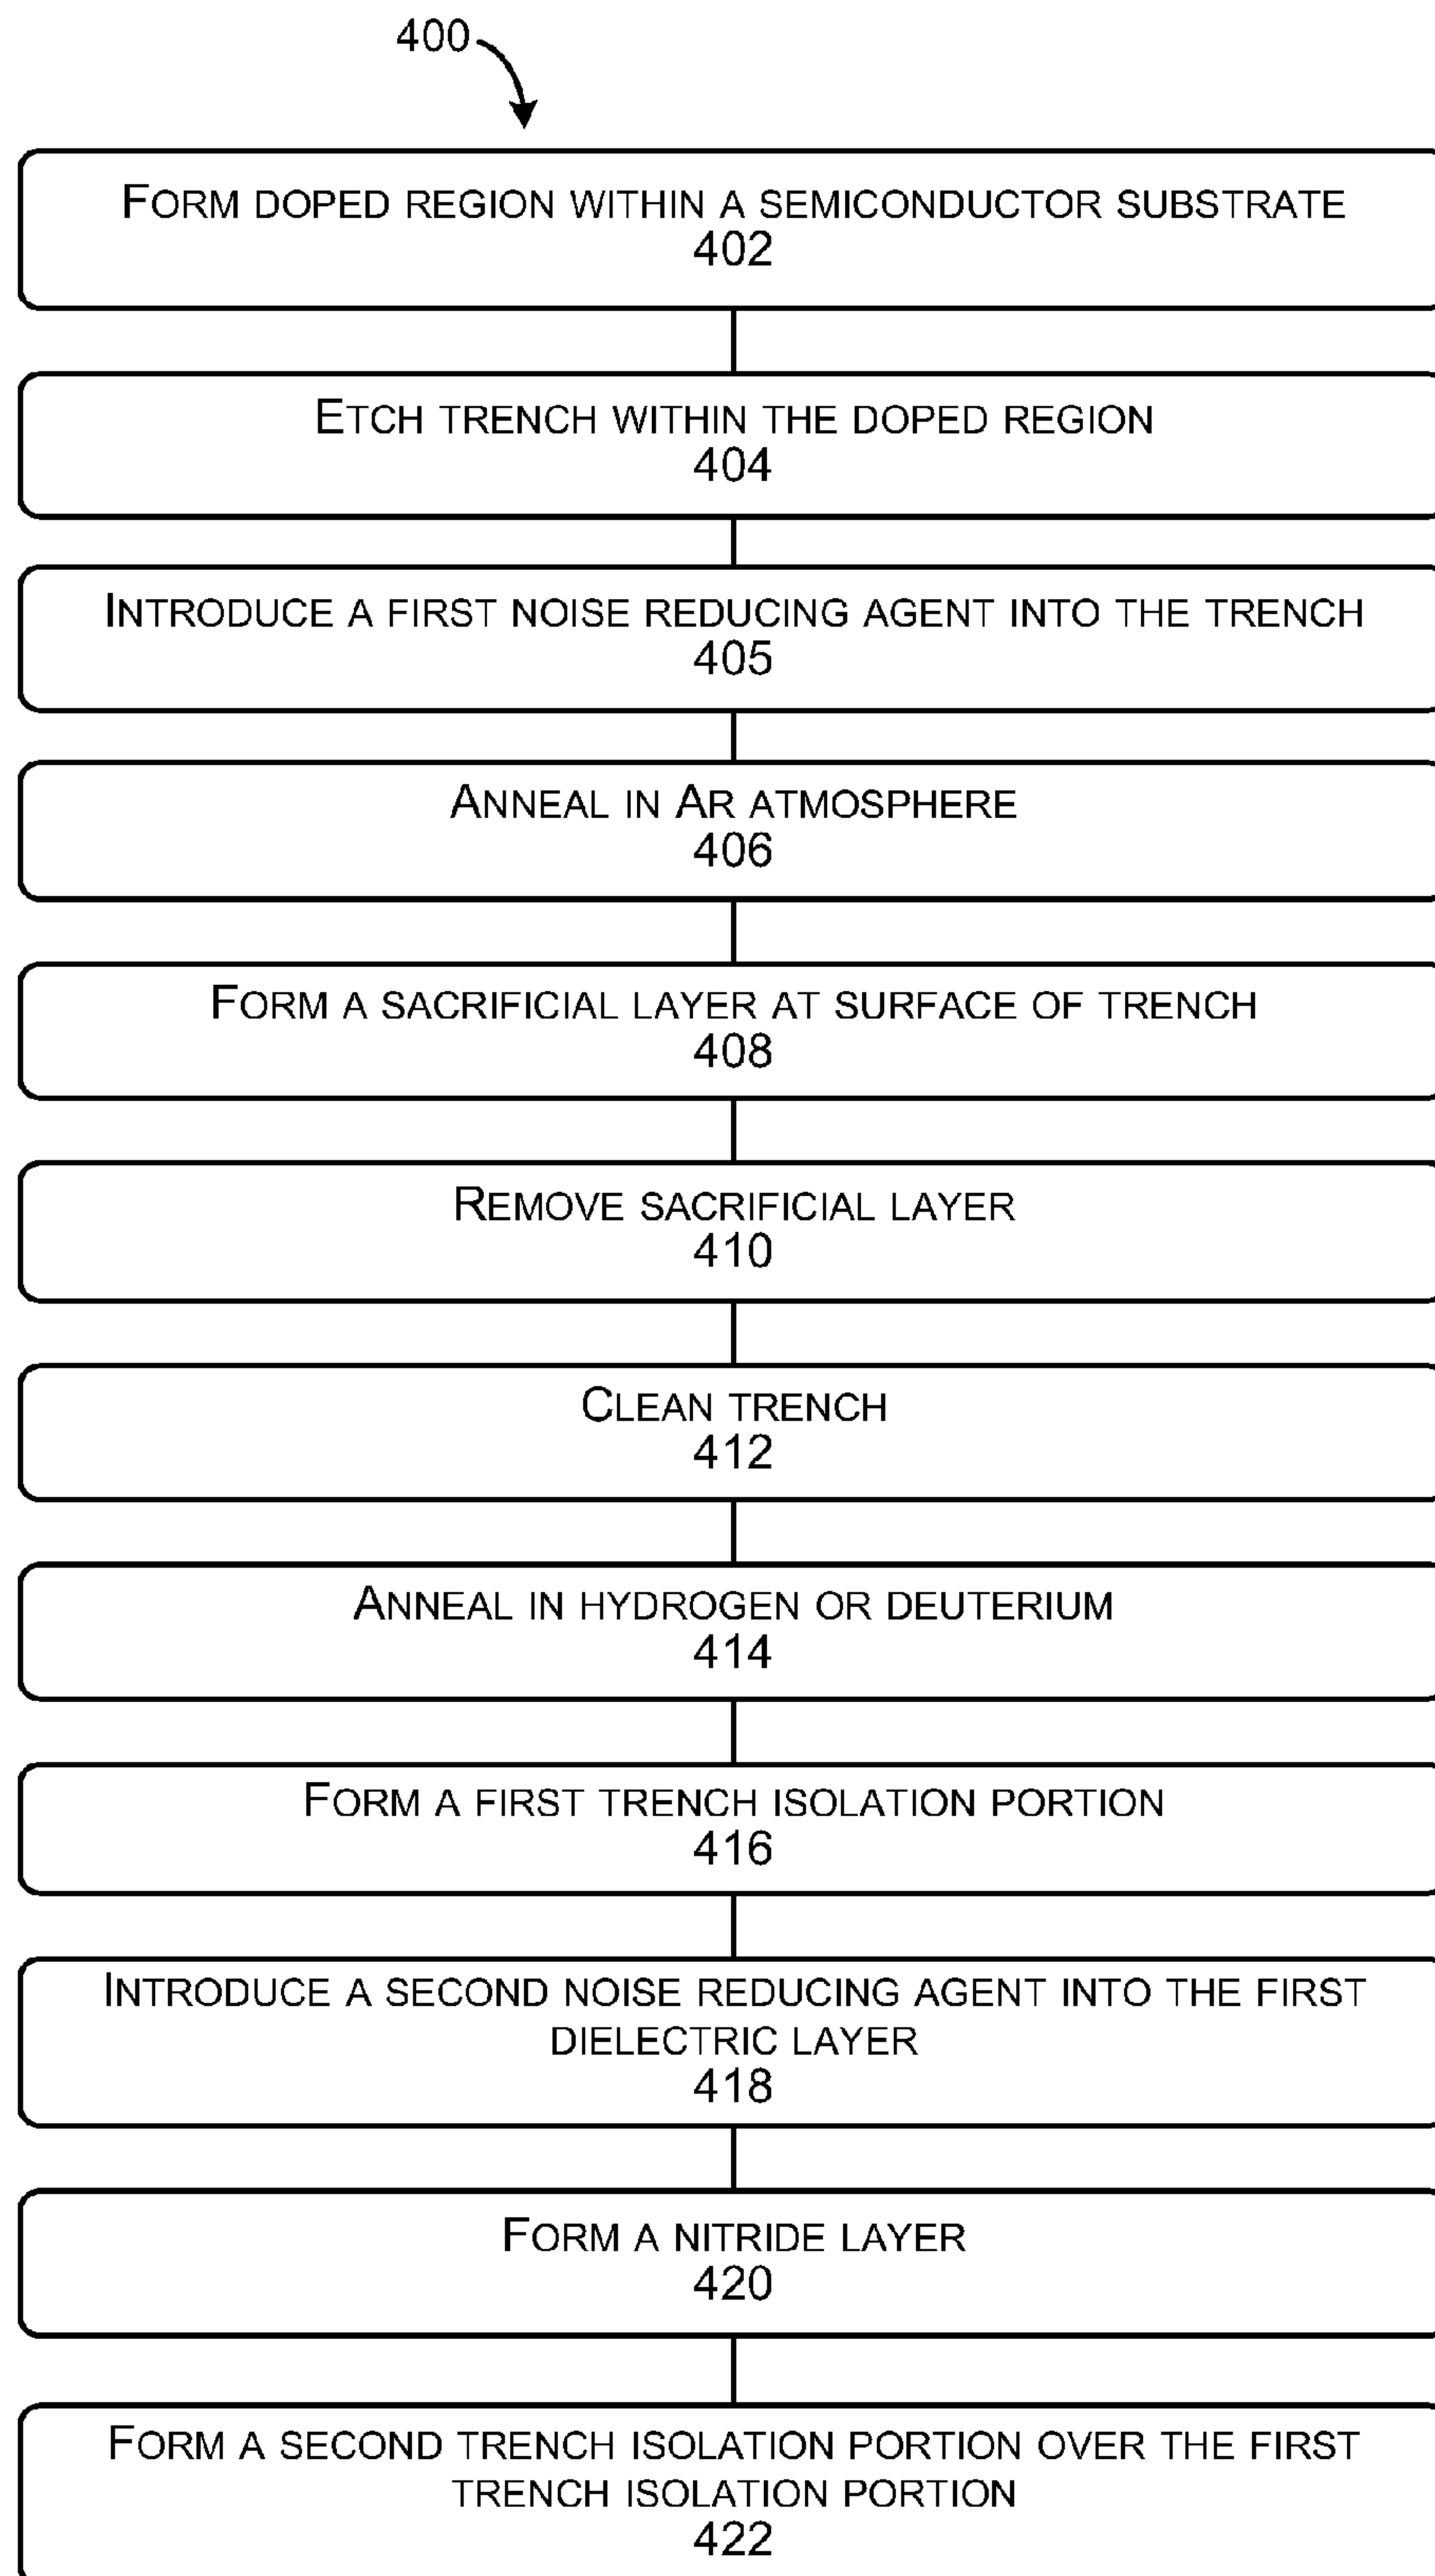 400
FORM DOPED REGION WITHIN A SEMICONDUCTOR SUBSTRATE
402
ETCH TRENCH WITHIN THE DOPED REGION
404
INTRODUCE A FIRST NOISE REDUCING AGENT INTO THE TRENCH
405
ANNEAL IN AR ATMOSPHERE
406
FORM A SACRIFICIAL LAYER AT SURFACE OF TRENCH
408
REMOVE SACRIFICIAL LAYER
410
CLEAN TRENCH
412
ANNEAL IN HYDROGEN OR DEUTERIUM
414
FORM A FIRST TRENCH ISOLATION PORTION
416
INTRODUCE A SECOND NOISE REDUCING AGENT INTO THE FIRST
DIELECTRIC LAYER
418
FORM A NITRIDE LAYER
420
FORM A SECOND TRENCH ISOLATION PORTION OVER THE FIRST
TRENCH ISOLATION PORTION
422